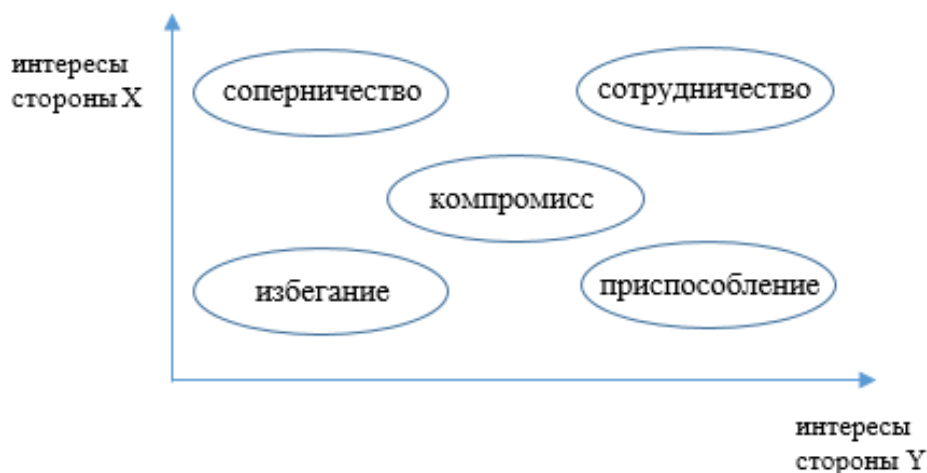 интересы
стороны X
соперничество
сотрудничество
компромисс
избегание
приспособление
интересы
стороны Y